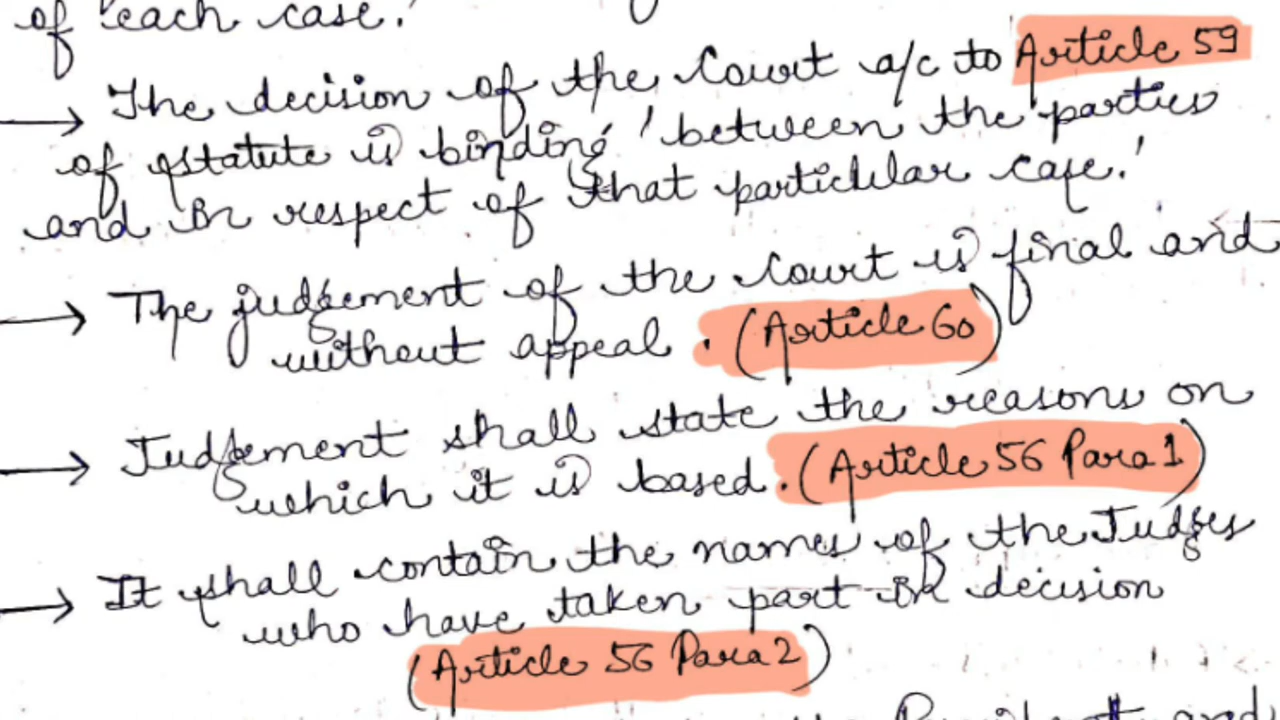 of each case.'
→ The decision of the Court a/c to Article 59
of statute is binding 'between the parties
and in respect of that particular case.'
→ The judgement of the Court is final and
without appeal. (Article 60)
→ Judgement shall state the reasons on
which it is based. (Article 56 Para 1)
→ It shall contain the names of the Judges
who have taken part in decision
(Article 56 Para 2)
the President and